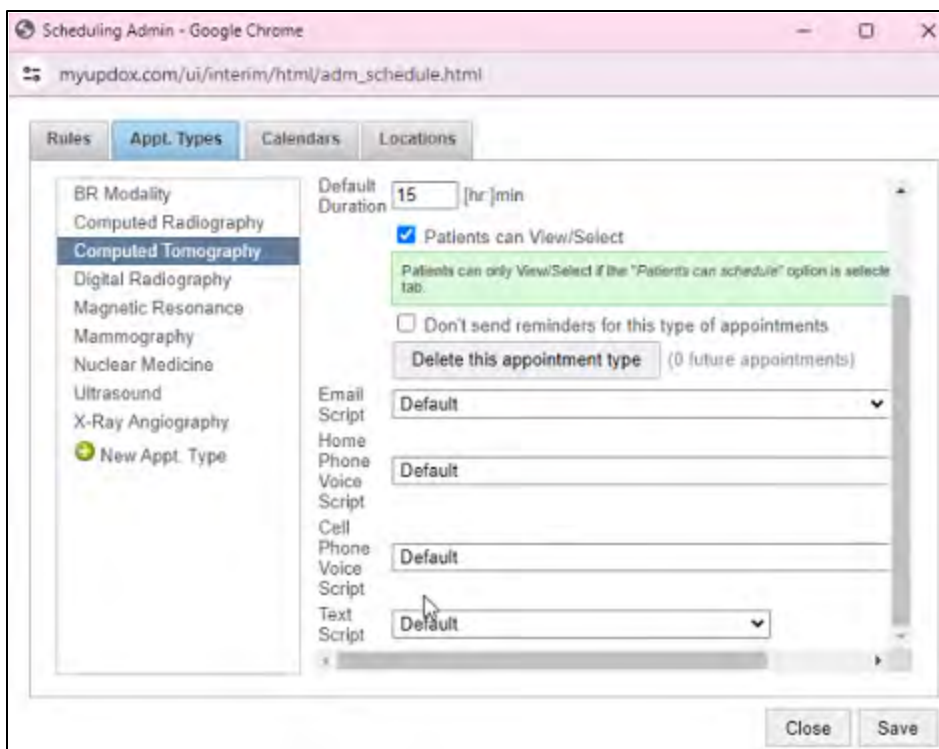 Scheduling Admin - Google Chrome
myupdox.com/ui/interim/html/adm_schedule.html
Rules
Appt. Types
Calendars
Locations
BR Modality
Computed Radiography
Computed Tomography
Digital Radiography
Magnetic Resonance
Mammography
Nuclear Medicine
Ultrasound
X-Ray Angiography
New Appt. Type
Default
Duration
15
[hr:]min
Patients can View/Select
Patients can only View/Select if the "Patients can schedule" option is selecte
tab.
Don't send reminders for this type of appointments
Delete this appointment type
(0 future appointments)
Email
Script
Default
Home
Phone
Voice
Script
Default
Cell
Phone
Voice
Script
Default
Text
Script
Default
Close
Save